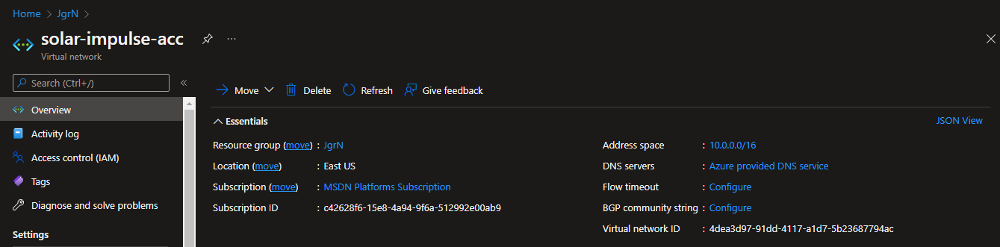 Home > JgrN >
solar-impulse-acc
Virtual network
Search (Ctrl+/)
Overview
Activity log
Access control (IAM)
Tags
Diagnose and solve problems
Settings
Move
Delete
Refresh
Give feedback
Essentials
JSON View
Resource group (move) : JgrN
Location (move) : East US
Subscription (move) : MSDN Platforms Subscription
Subscription ID : c42628f6-15e8-4a94-9f6a-512992e00ab9
Address space : 10.0.0.0/16
DNS servers : Azure provided DNS service
Flow timeout : Configure
BGP community string : Configure
Virtual network ID : 4dea3d97-91dd-4117-a1d7-5b23687794ac